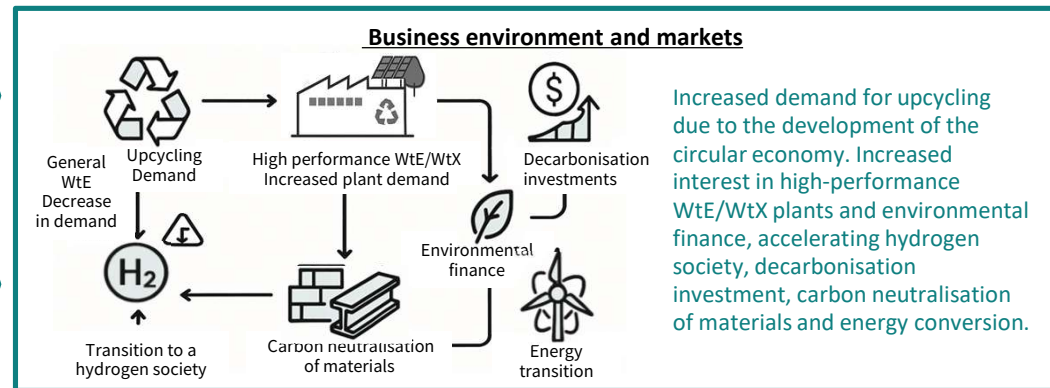 Business environment and markets
General
WtE
Decrease
in demand
Upcycling
Demand
High performance WtE/WtX
Increased plant demand
$
Decarbonisation
investments
Environmental
finance
H2
Transition to a
hydrogen society
Carbon neutralisation
of materials
Energy
transition
Increased demand for upcycling
due to the development of the
circular economy. Increased
interest in high-performance
WtE/WtX plants and environmental
finance, accelerating hydrogen
society, decarbonisation
investment, carbon neutralisation
of materials and energy conversion.